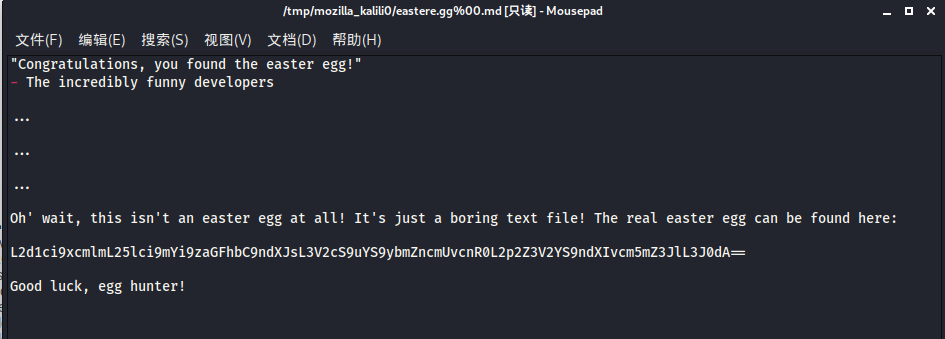 /tmp/mozilla_kalili0/eastere.gg%00.md [只读] - Mousepad
文件(F) 编辑(E) 搜索(S) 视图(V) 文档(D) 帮助(H)
"Congratulations, you found the easter egg!"
- The incredibly funny developers
...
...
...
Oh' wait, this isn't an easter egg at all! It's just a boring text file! The real easter egg can be found here:
L2d1ci9xcmlmL25lci9mYi9zaGFhbC9ndXJsL3V2cS9uYS9ybmZncmUvcnR0L2p2Z3V2YS9ndXIvcm5mZ3JlL3J0dA==
Good luck, egg hunter!